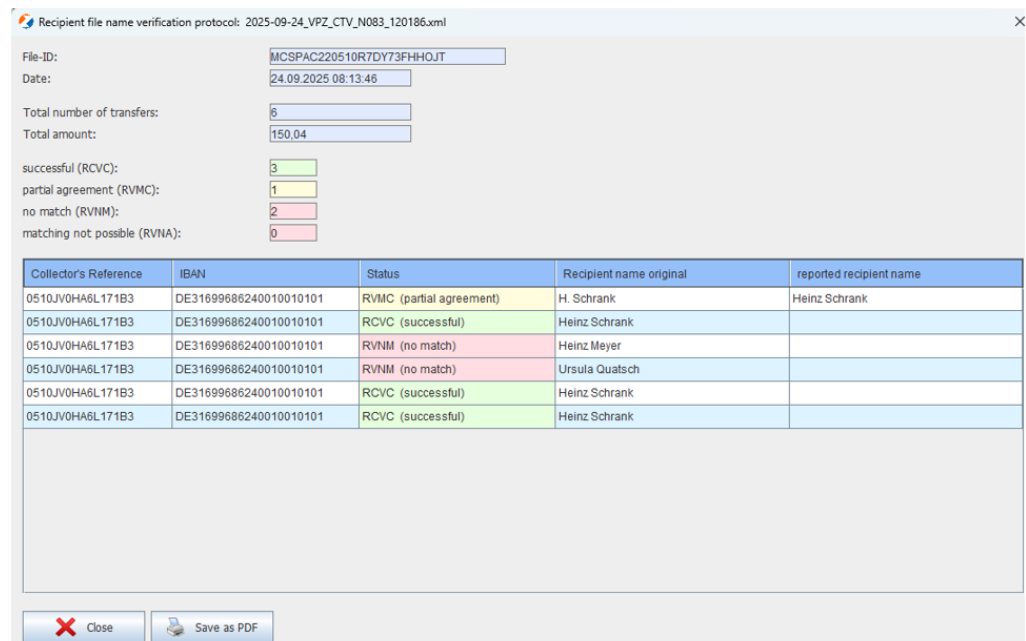 Recipient file name verification protocol: 2025-09-24_VPZ_CTV_N083_120186.xml
File-ID: MCSPAC220510R7DY73FHHOJT
Date: 24.09.2025 08:13:46
Total number of transfers: 6
Total amount: 150,04
successful (RCVC): 3
partial agreement (RVMC): 1
no match (RVNM): 2
matching not possible (RVNA): 0
Collector's Reference IBAN Status Recipient name original reported recipient name
0510JV0HA6L171B3 DE31699686240010010101 RVMC (partial agreement) H. Schrank Heinz Schrank
0510JV0HA6L171B3 DE31699686240010010101 RCVC (successful) Heinz Schrank
0510JV0HA6L171B3 DE31699686240010010101 RVNM (no match) Heinz Meyer
0510JV0HA6L171B3 DE31699686240010010101 RVNM (no match) Ursula Quatsch
0510JV0HA6L171B3 DE31699686240010010101 RCVC (successful) Heinz Schrank
0510JV0HA6L171B3 DE31699686240010010101 RCVC (successful) Heinz Schrank
Close Save as PDF